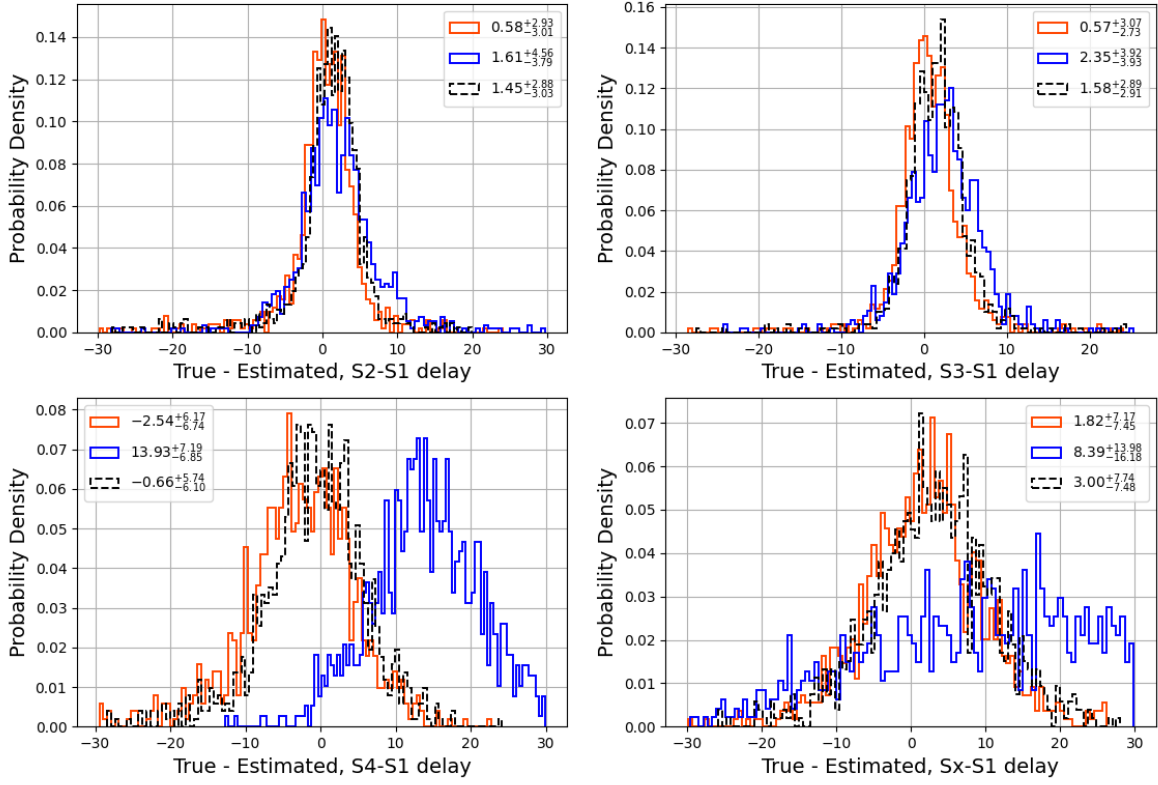 0.14
0.12
0.10
0.08
0.06
0.04
0.02
0.00
Probability Density
0.58 +2.93 −3.01
1.61 +4.56 −3.79
1.45 +2.88 −3.03
−30 −20 −10 0 10 20 30
True - Estimated, S2-S1 delay
0.16
0.14
0.12
0.10
0.08
0.06
0.04
0.02
0.00
Probability Density
0.57 +3.07 −2.73
2.35 +3.92 −3.93
1.58 +2.89 −2.91
−30 −20 −10 0 10 20
True - Estimated, S3-S1 delay
0.08
0.07
0.06
0.05
0.04
0.03
0.02
0.01
0.00
Probability Density
−2.54 +6.17 −6.74
13.93 +7.19 −6.85
−0.66 +5.74 −6.10
−30 −20 −10 0 10 20 30
True - Estimated, S4-S1 delay
0.07
0.06
0.05
0.04
0.03
0.02
0.01
0.00
Probability Density
1.82 +7.17 −7.45
8.39 +13.98 −16.18
3.00 +7.74 −7.48
−30 −20 −10 0 10 20 30
True - Estimated, Sx-S1 delay